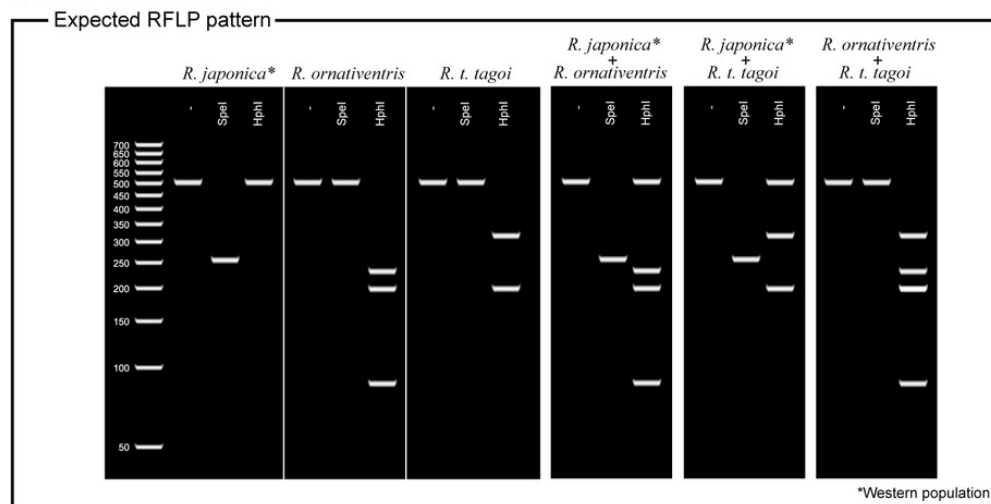 Expected RFLP pattern
R. japonica*
R. ornativentris
R. t. tagoi
R. japonica*
+
R. ornativentris
R. japonica*
+
R. t. tagoi
R. ornativentris
+
R. t. tagoi
- SpeI HphI
- SpeI HphI
- SpeI HphI
- SpeI HphI
- SpeI HphI
- SpeI HphI
700
650
600
550
500
450
400
350
300
250
200
150
100
50
*Western population